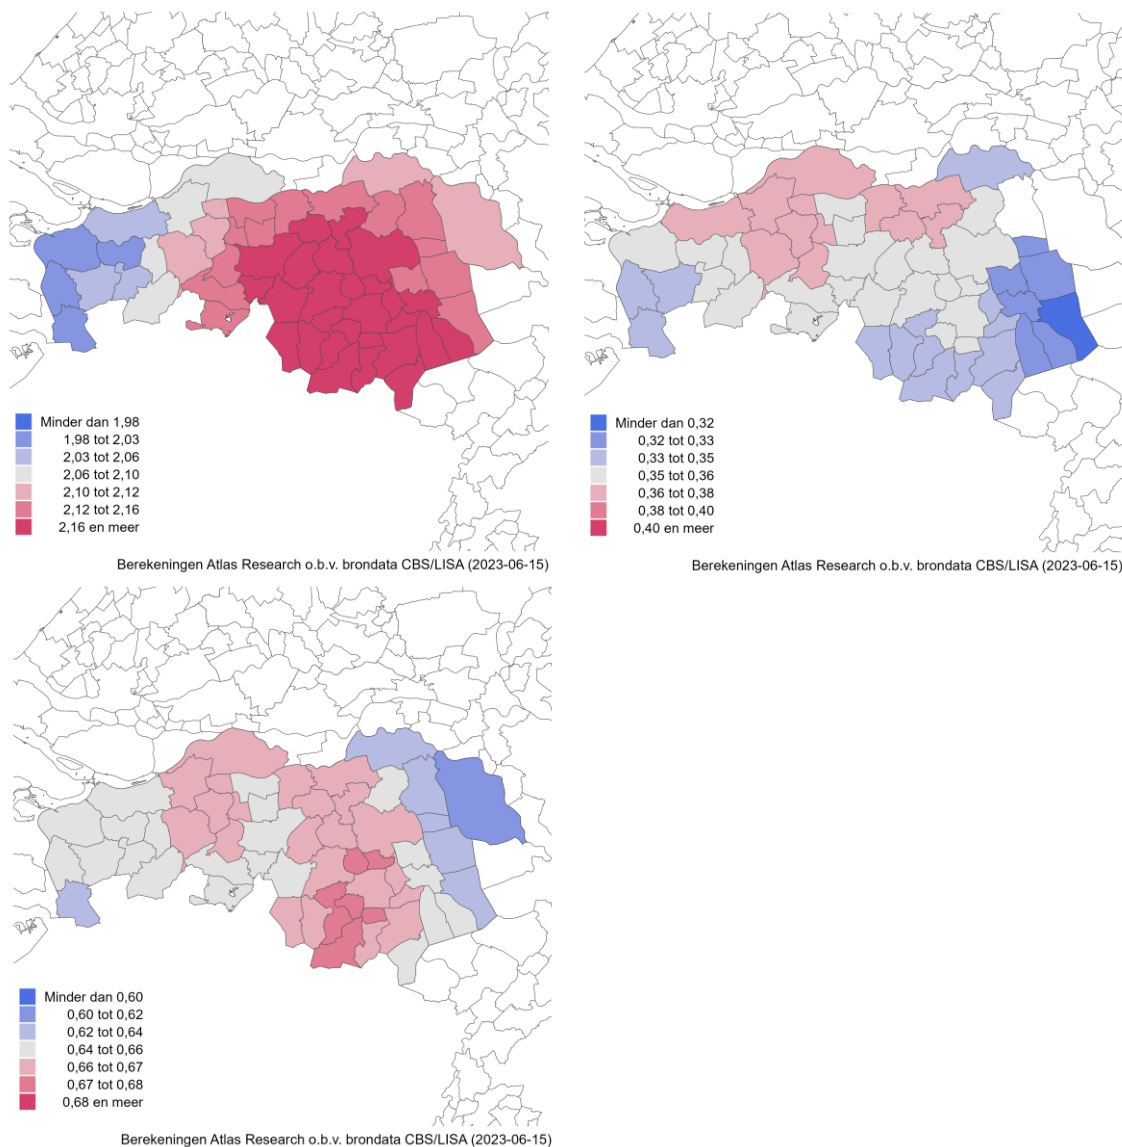 Minder dan 1,98
1,98 tot 2,03
2,03 tot 2,06
2,06 tot 2,10
2,10 tot 2,12
2,12 tot 2,16
2,16 en meer
Berekeningen Atlas Research o.b.v. brondata CBS/LISA (2023-06-15)
Minder dan 0,32
0,32 tot 0,33
0,33 tot 0,35
0,35 tot 0,36
0,36 tot 0,38
0,38 tot 0,40
0,40 en meer
Berekeningen Atlas Research o.b.v. brondata CBS/LISA (2023-06-15)
Minder dan 0,60
0,60 tot 0,62
0,62 tot 0,64
0,64 tot 0,66
0,66 tot 0,67
0,67 tot 0,68
0,68 en meer
Berekeningen Atlas Research o.b.v. brondata CBS/LISA (2023-06-15)